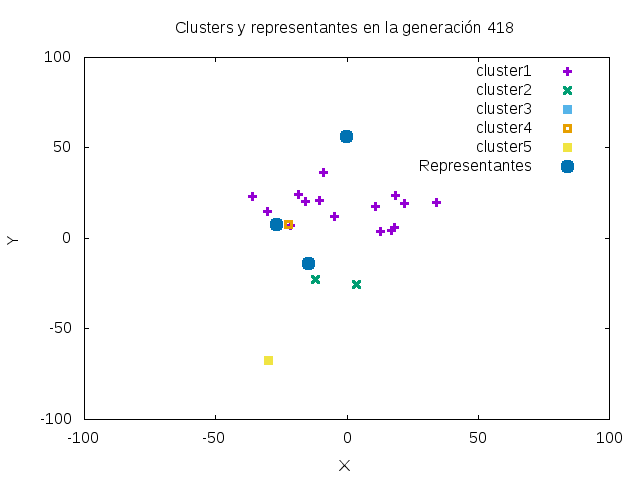 Clusters y representantes en la generación 418
100
50
0
-50
-100
-100
-50
0
50
100
Y
X
cluster1
cluster2
cluster3
cluster4
cluster5
Representantes